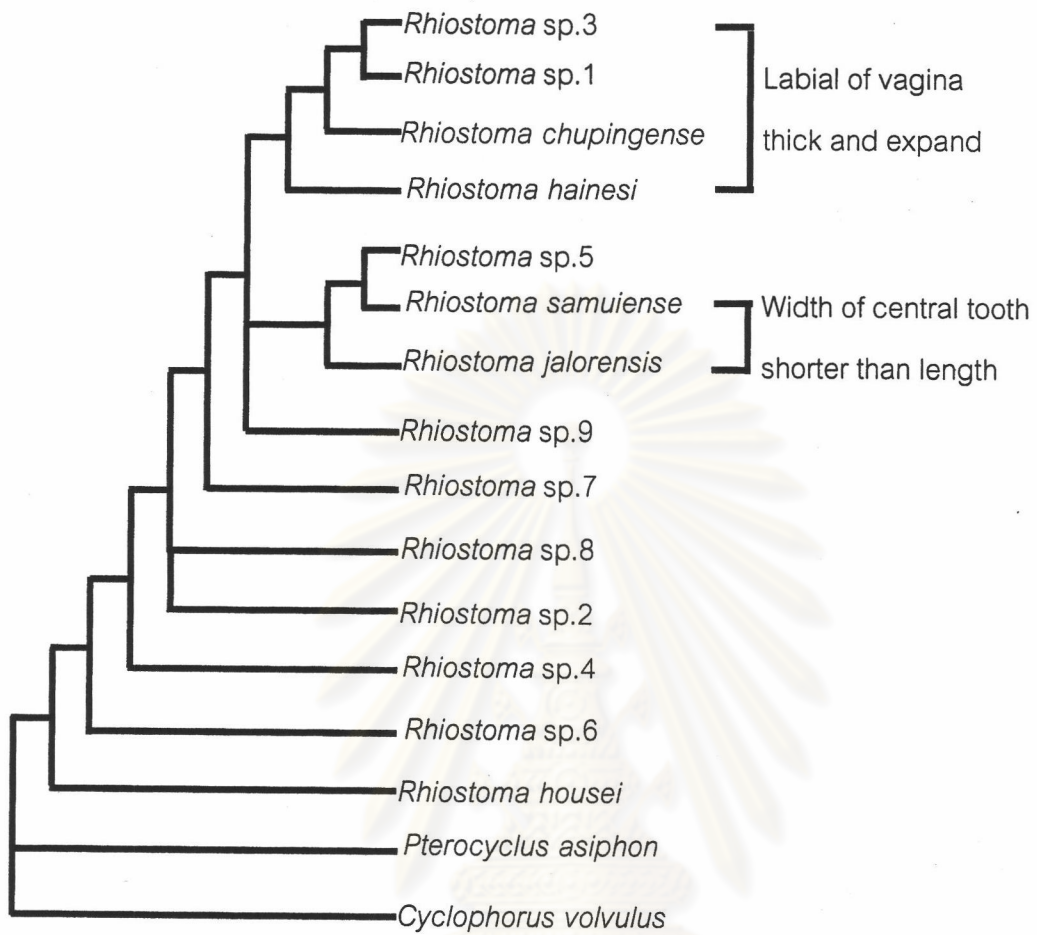 Rhiostoma sp.3
Rhiostoma sp.1
Labial of vagina
Rhiostoma chupingense
thick and expand
Rhiostoma hainesi
Rhiostoma sp.5
Rhiostoma samuiense
Width of central tooth
Rhiostoma jalorensis
shorter than length
Rhiostoma sp.9
Rhiostoma sp.7
Rhiostoma sp.8
Rhiostoma sp.2
Rhiostoma sp.4
Rhiostoma sp.6
Rhiostoma housei
Pterocyclus asiphon
Cyclophorus volvulus